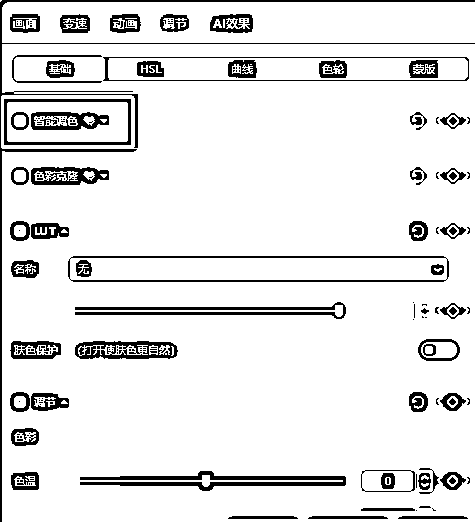 画面 变速 动画 调节 AI效果
基础 HSL 曲线 色轮 蒙版
智能调色
色彩克隆
LUT
名称 无
肤色保护 (打开使肤色更自然)
调节
色彩
色温 0